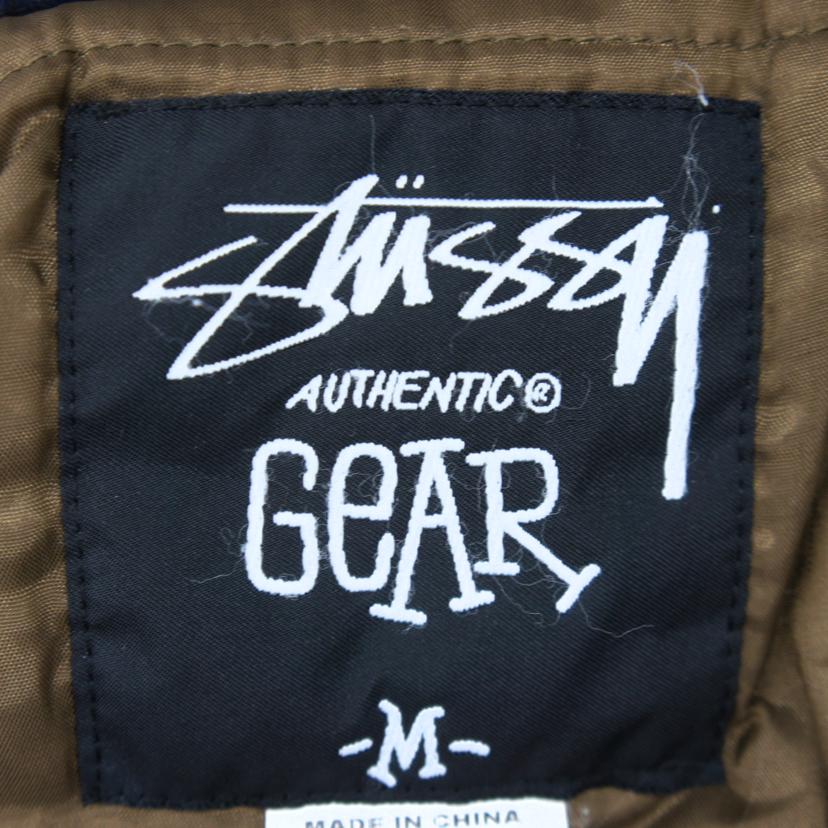 Stüssy
AUTHENTIC®
GeAR
-M-
MADE IN CHINA